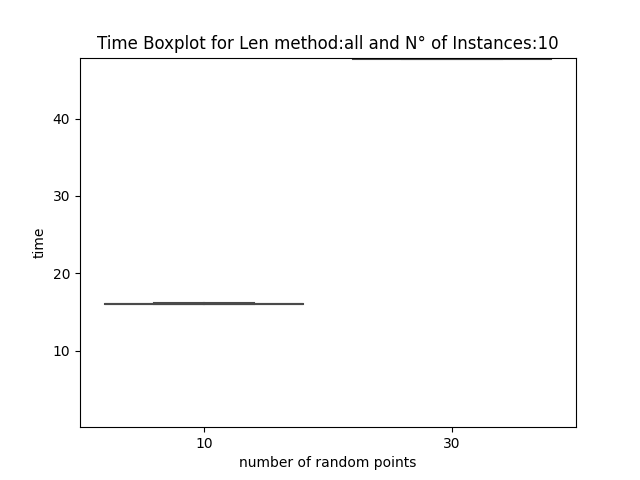 Time Boxplot for Len method:all and N° of Instances:10
40
30
20
10
time
10 30
number of random points